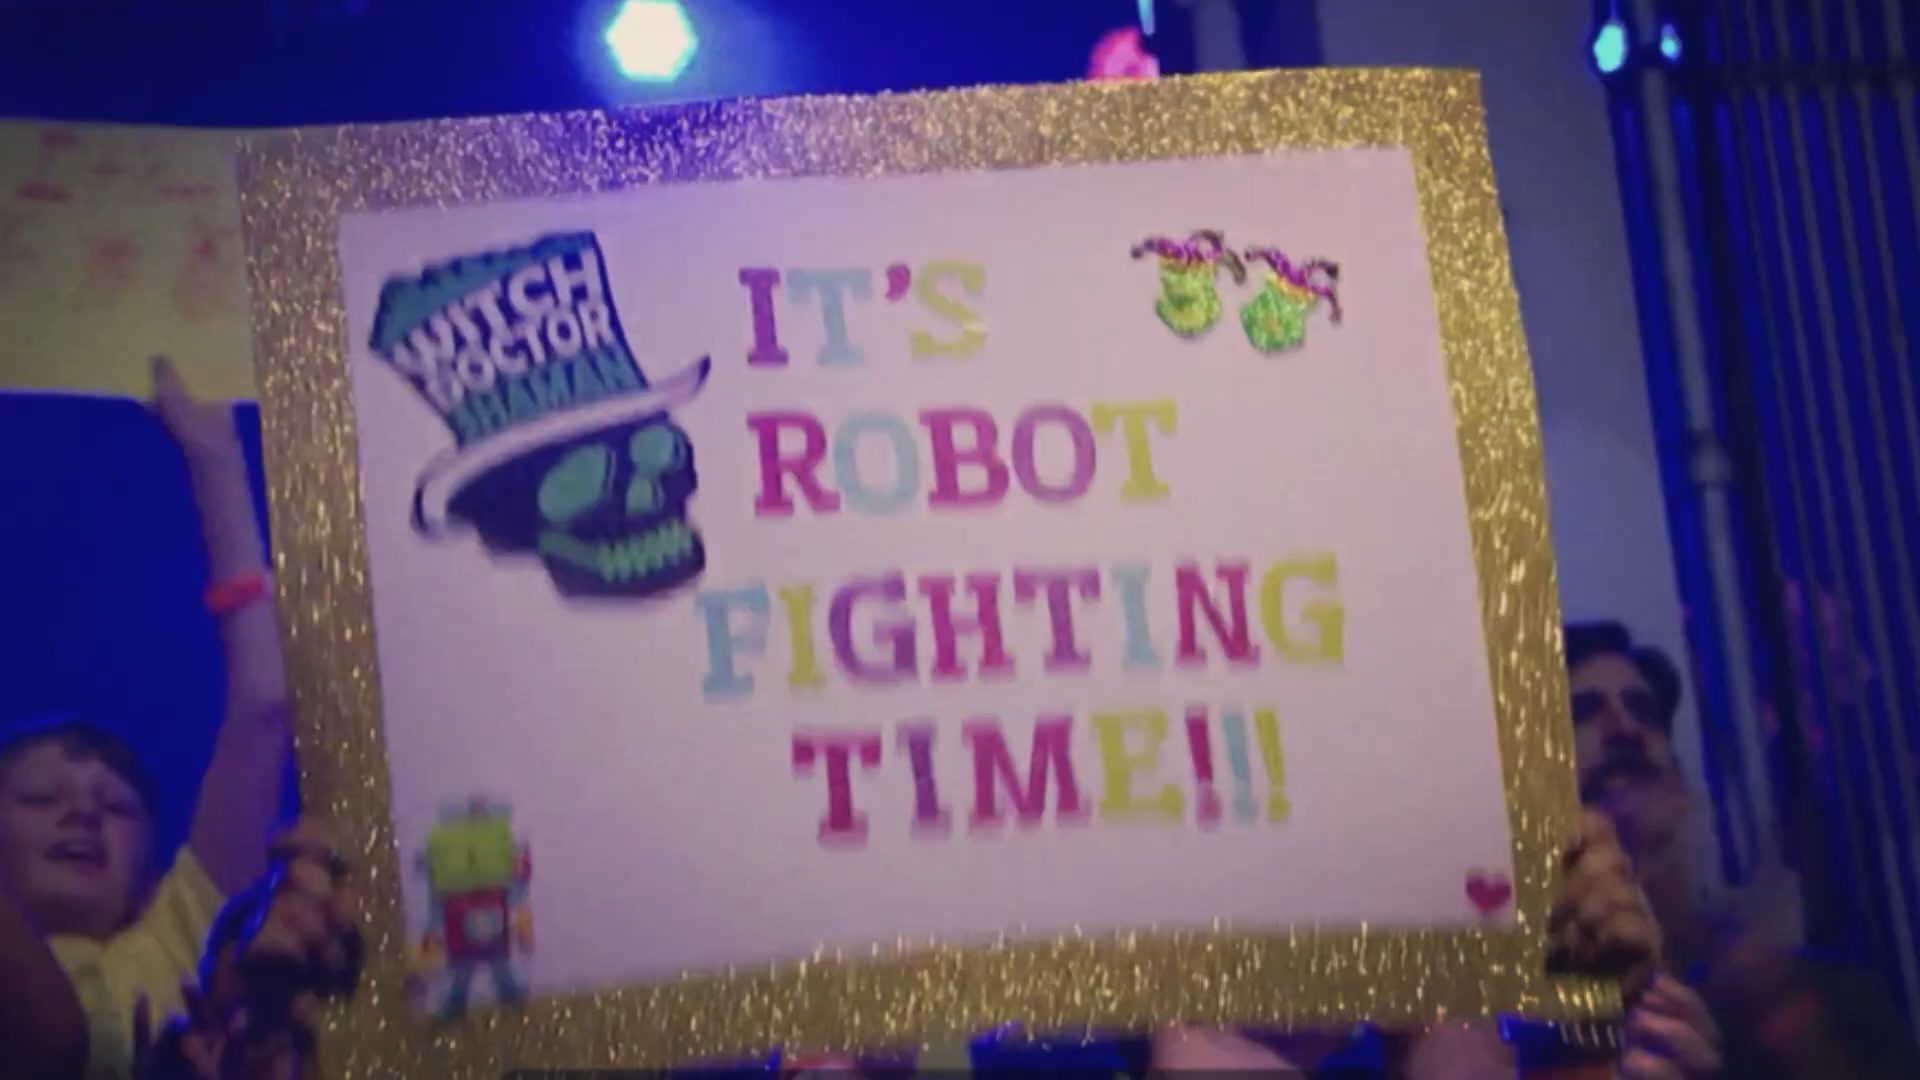 WITCH
DOCTOR
SHAMAN
IT'S
ROBOT
FIGHTING
TIME!!!